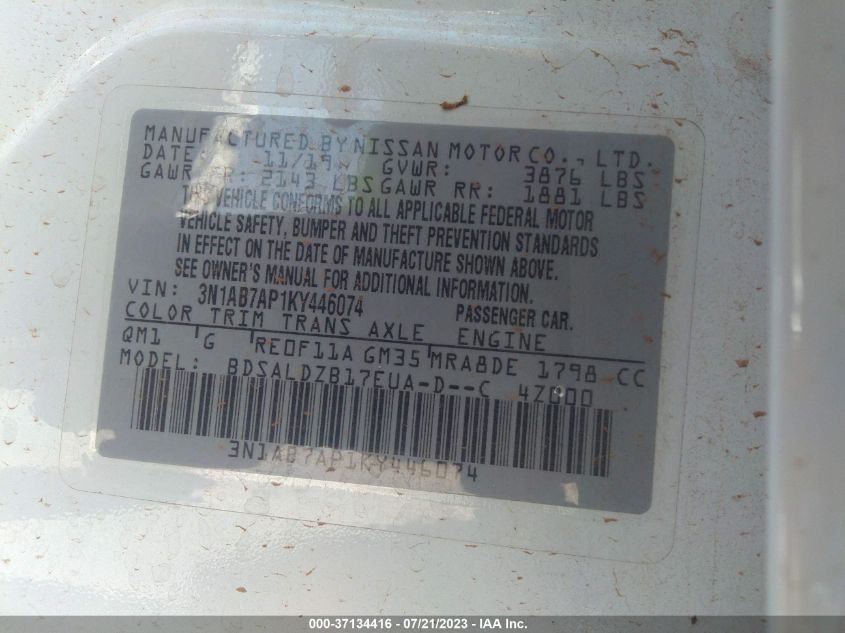 MANUFACTURED BY NISSAN MOTOR CO., LTD.
DATE: 11/19 GVWR: 3876 LBS
GAWR FR: 2143 LBS GAWR RR: 1881 LBS
THIS VEHICLE CONFORMS TO ALL APPLICABLE FEDERAL MOTOR
VEHICLE SAFETY, BUMPER AND THEFT PREVENTION STANDARDS
IN EFFECT ON THE DATE OF MANUFACTURE SHOWN ABOVE.
SEE OWNER'S MANUAL FOR ADDITIONAL INFORMATION.
VIN: 3N1AB7AP1KY446074 PASSENGER CAR.
COLOR TRIM TRANS AXLE ENGINE
QM1 G RE0F11A GM35 MRA8DE 1798 CC
MODEL: BDSALDZB17EUA-D--C 4Z000
3N1AB7AP1KY446074
000-37134416 - 07/21/2023 - IAA Inc.